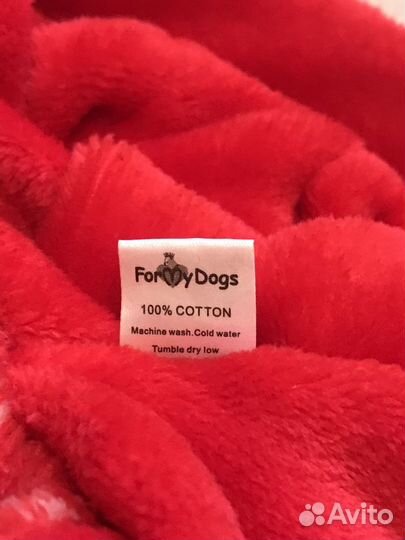 ForMyDogs
100% COTTON
Machine wash.Cold water
Tumble dry low
Avito